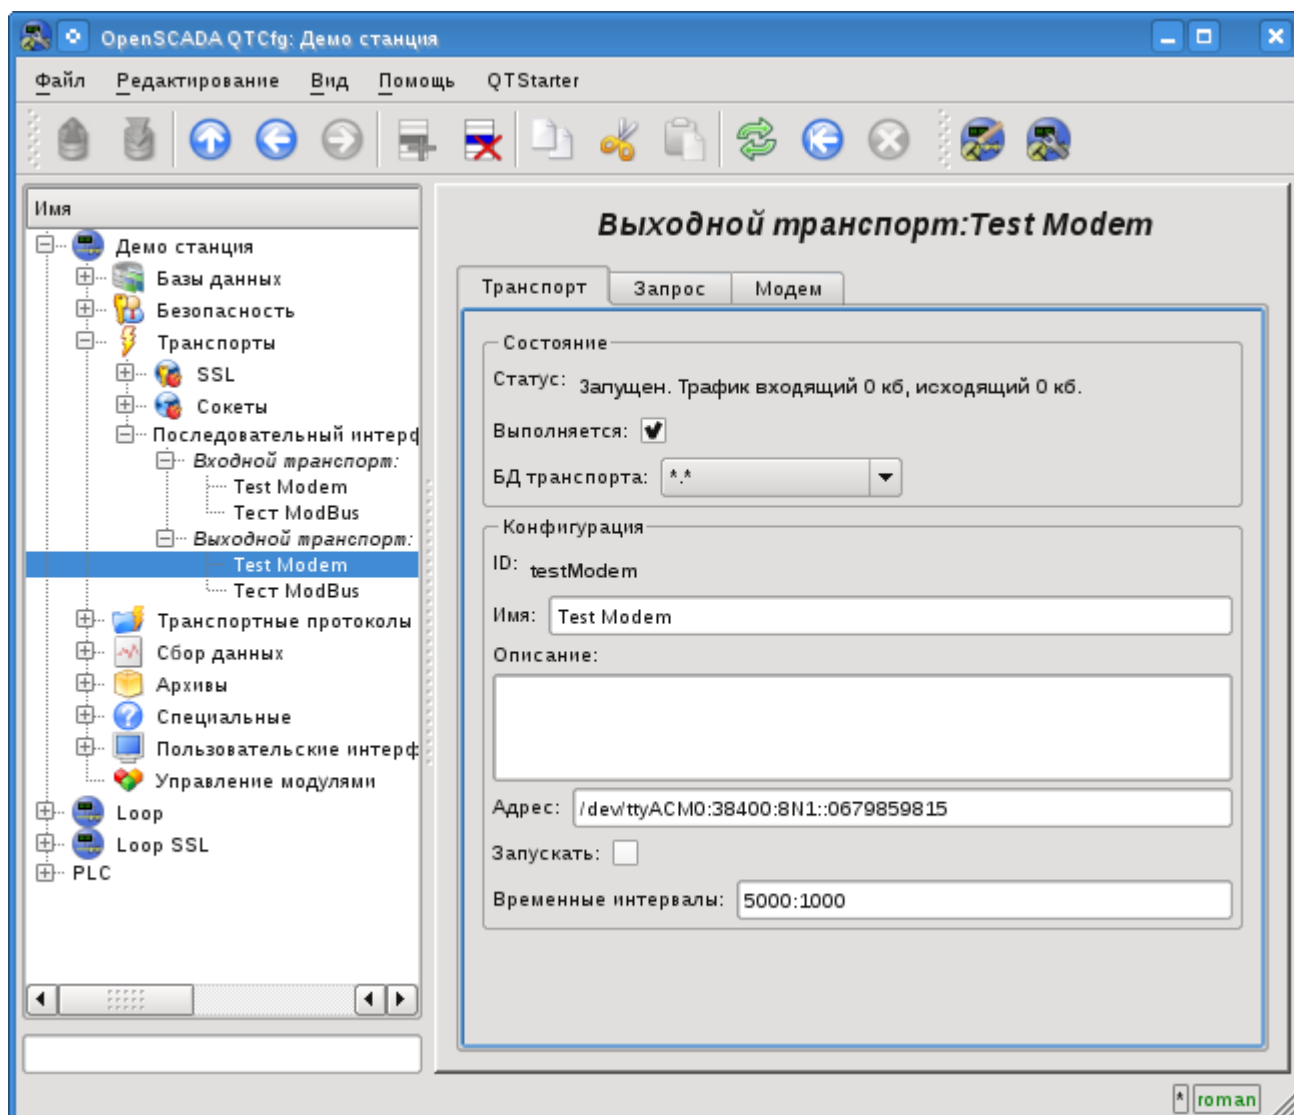 OpenSCADA QTCfg: Демо станция
Файл Редактирование Вид Помощь QTStarter
Имя
Демо станция
Базы данных
Безопасность
Транспорты
SSL
Сокеты
Последовательный интерф
Входной транспорт:
Test Modem
Тест ModBus
Выходной транспорт:
Test Modem
Тест ModBus
Транспортные протоколы
Сбор данных
Архивы
Специальные
Пользовательские интерф
Управление модулями
Loop
Loop SSL
PLC
Выходной транспорт:Test Modem
Транспорт Запрос Модем
Состояние
Статус: Запущен. Трафик входящий 0 кб, исходящий 0 кб.
Выполняется:
БД транспорта: *.*
Конфигурация
ID: testModem
Имя: Test Modem
Описание:
Адрес: /dev/ttyACM0:38400:8N1::0679859815
Запускать:
Временные интервалы: 5000:1000
* roman